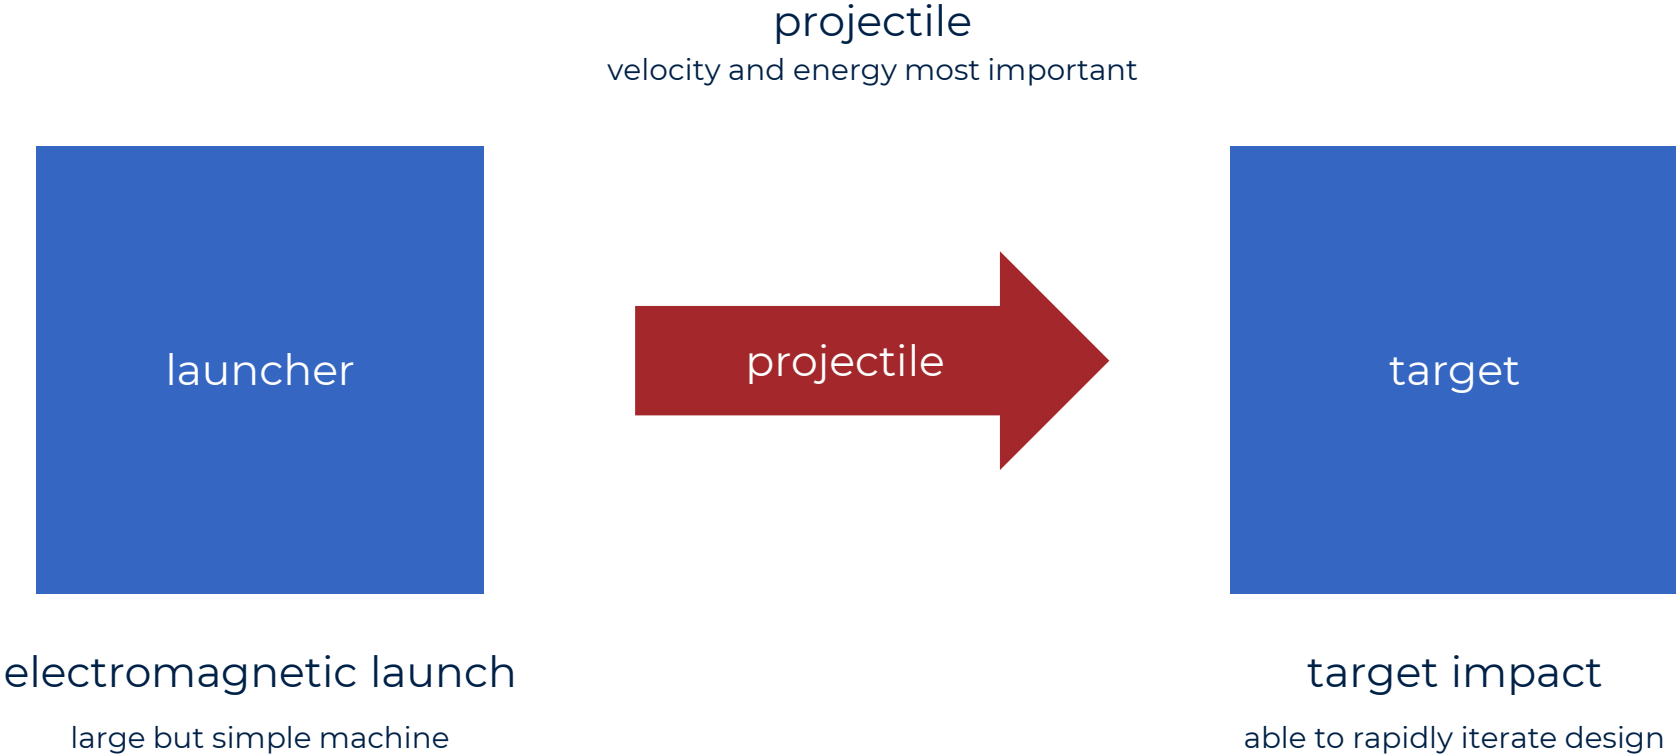 projectile
velocity and energy most important
launcher
projectile
target
electromagnetic launch
large but simple machine
target impact
able to rapidly iterate design